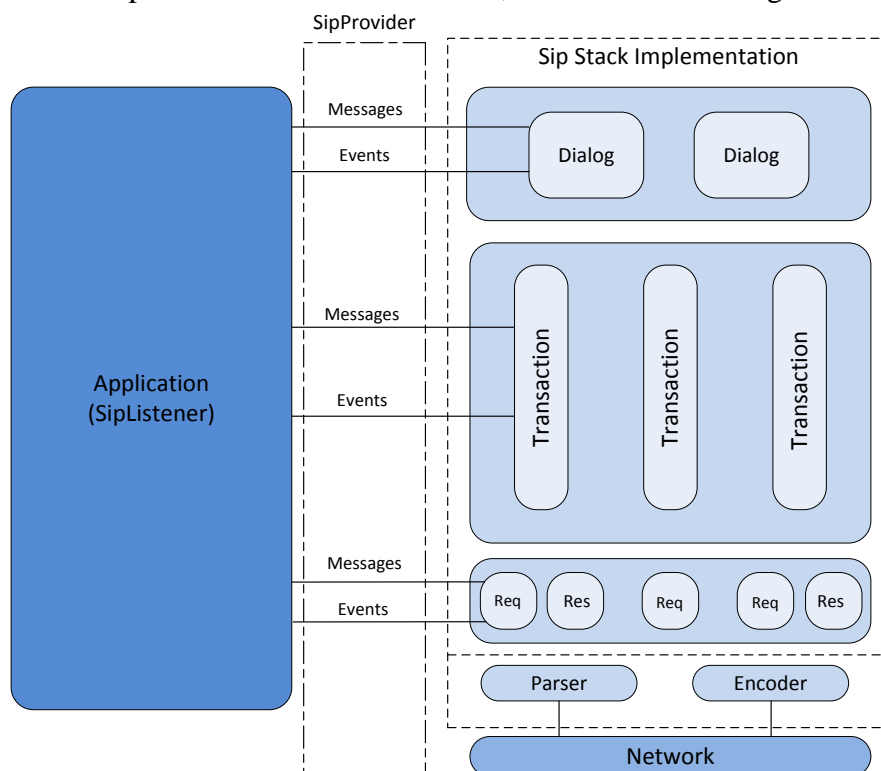 SipProvider
Sip Stack Implementation
Messages
Events
Dialog
Dialog
Messages
Events
Application
(SipListener)
Transaction
Transaction
Transaction
Messages
Events
Req
Res
Req
Req
Res
Parser
Encoder
Network